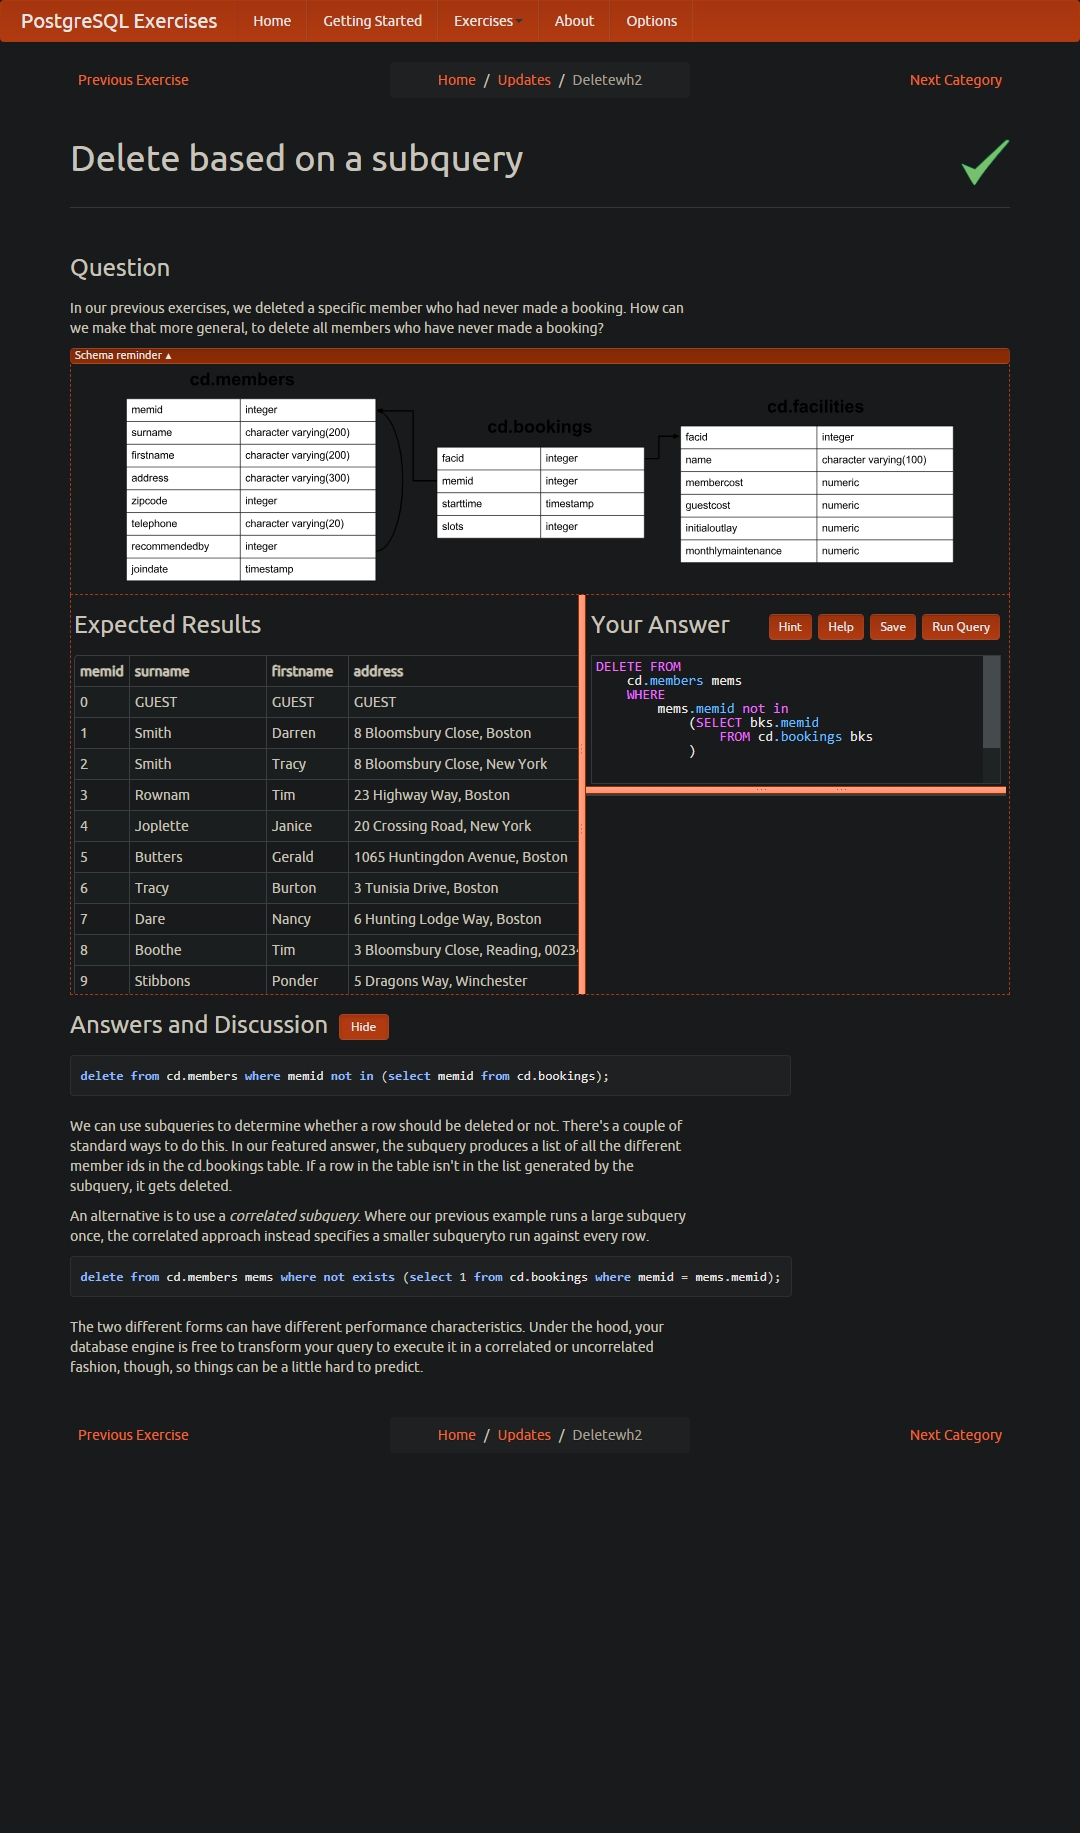 PostgreSQL Exercises Home Getting Started Exercises About Options
Previous Exercise Home / Updates / Deletewh2 Next Category
Delete based on a subquery
Question
In our previous exercises, we deleted a specific member who had never made a booking. How can
we make that more general, to delete all members who have never made a booking?
Schema reminder ▲
cd.members
memid integer
surname character varying(200)
firstname character varying(200)
address character varying(300)
zipcode integer
telephone character varying(20)
recommendedby integer
joindate timestamp
cd.bookings
facid integer
memid integer
starttime timestamp
slots integer
cd.facilities
facid integer
name character varying(100)
membercost numeric
guestcost numeric
initialoutlay numeric
monthlymaintenance numeric
Expected Results
memid surname firstname address
0 GUEST GUEST GUEST
1 Smith Darren 8 Bloomsbury Close, Boston
2 Smith Tracy 8 Bloomsbury Close, New York
3 Rownam Tim 23 Highway Way, Boston
4 Joplette Janice 20 Crossing Road, New York
5 Butters Gerald 1065 Huntingdon Avenue, Boston
6 Tracy Burton 3 Tunisia Drive, Boston
7 Dare Nancy 6 Hunting Lodge Way, Boston
8 Boothe Tim 3 Bloomsbury Close, Reading, 00234
9 Stibbons Ponder 5 Dragons Way, Winchester
Your Answer Hint Help Save Run Query
DELETE FROM
cd.members mems
WHERE
mems.memid not in
(SELECT bks.memid
FROM cd.bookings bks
)
Answers and Discussion Hide
delete from cd.members where memid not in (select memid from cd.bookings);
We can use subqueries to determine whether a row should be deleted or not. There's a couple of
standard ways to do this. In our featured answer, the subquery produces a list of all the different
member ids in the cd.bookings table. If a row in the table isn't in the list generated by the
subquery, it gets deleted.
An alternative is to use a correlated subquery. Where our previous example runs a large subquery
once, the correlated approach instead specifies a smaller subqueryto run against every row.
delete from cd.members mems where not exists (select 1 from cd.bookings where memid = mems.memid);
The two different forms can have different performance characteristics. Under the hood, your
database engine is free to transform your query to execute it in a correlated or uncorrelated
fashion, though, so things can be a little hard to predict.
Previous Exercise Home / Updates / Deletewh2 Next Category